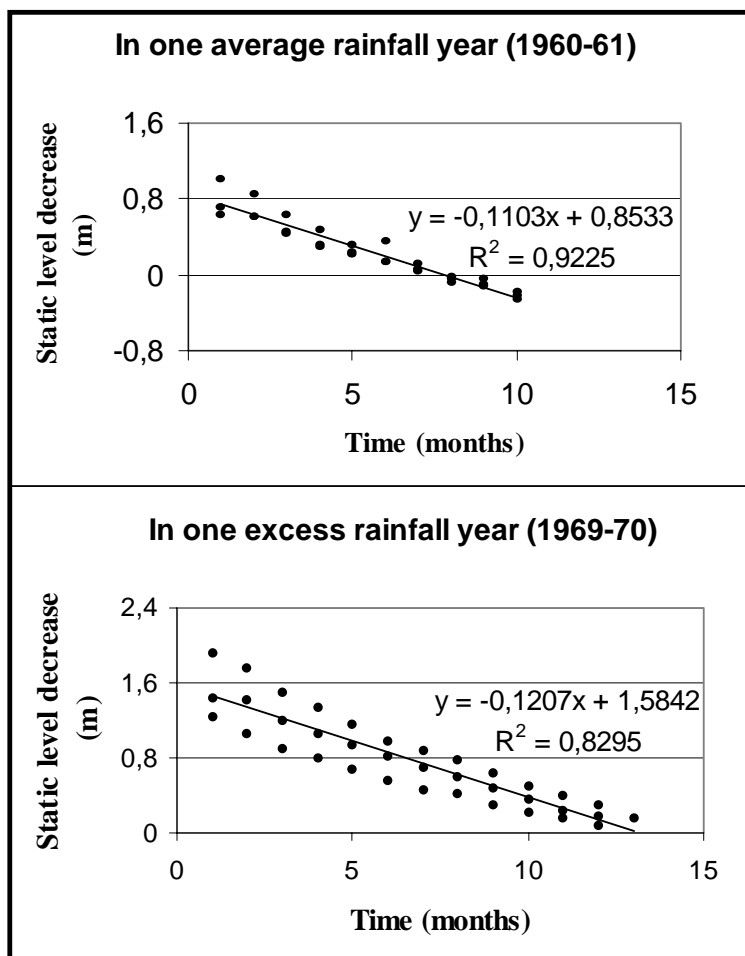 In one average rainfall year (1960-61)
1,6
0,8
0
-0,8
Static level decrease
(m)
y = -0,1103x + 0,8533
R² = 0,9225
0
5
10
15
Time (months)
In one excess rainfall year (1969-70)
2,4
1,6
0,8
0
Static level decrease
(m)
y = -0,1207x + 1,5842
R² = 0,8295
0
5
10
15
Time (months)